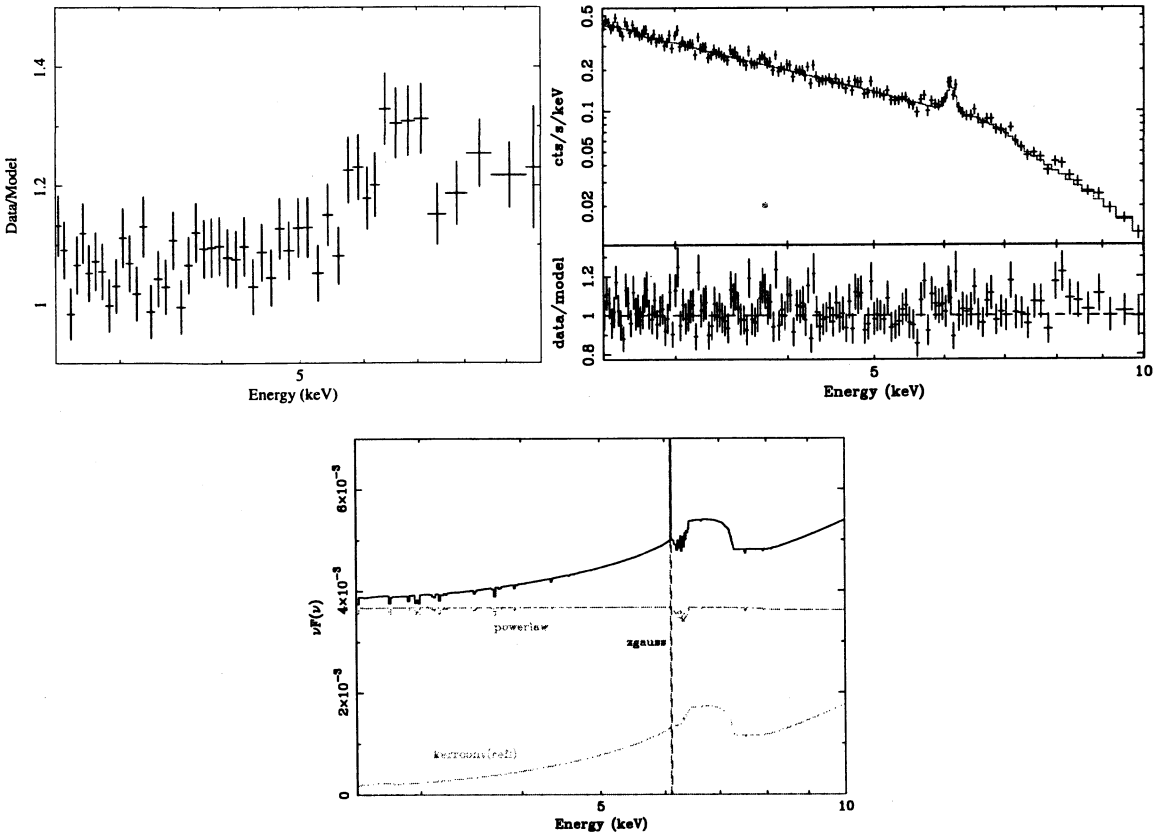 Data/Model
1.4
1.2
1
5
Energy (keV)
cts/s/keV
0.5
0.2
0.1
0.05
0.02
data/model
1.2
1
0.8
5
10
Energy (keV)
νF(ν)
6×10⁻³
4×10⁻³
2×10⁻³
0
powerlaw
zgauss
kerrconv(refl)
5
10
Energy (keV)